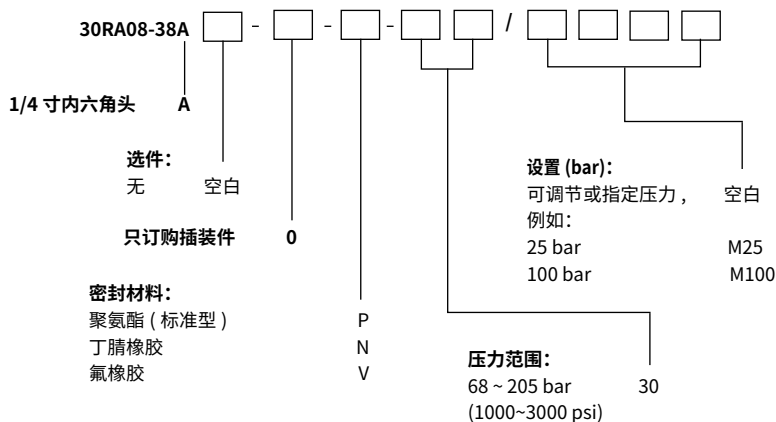 30RA08-38A - - - /
1/4 寸内六角头 A
选件：
无 空白
只订购插装件 0
密封材料：
聚氨酯 ( 标准型 ) P
丁腈橡胶 N
氟橡胶 V
设置 (bar)：
可调节或指定压力 , 空白
例如：
25 bar M25
100 bar M100
压力范围：
68 ~ 205 bar 30
(1000~3000 psi)